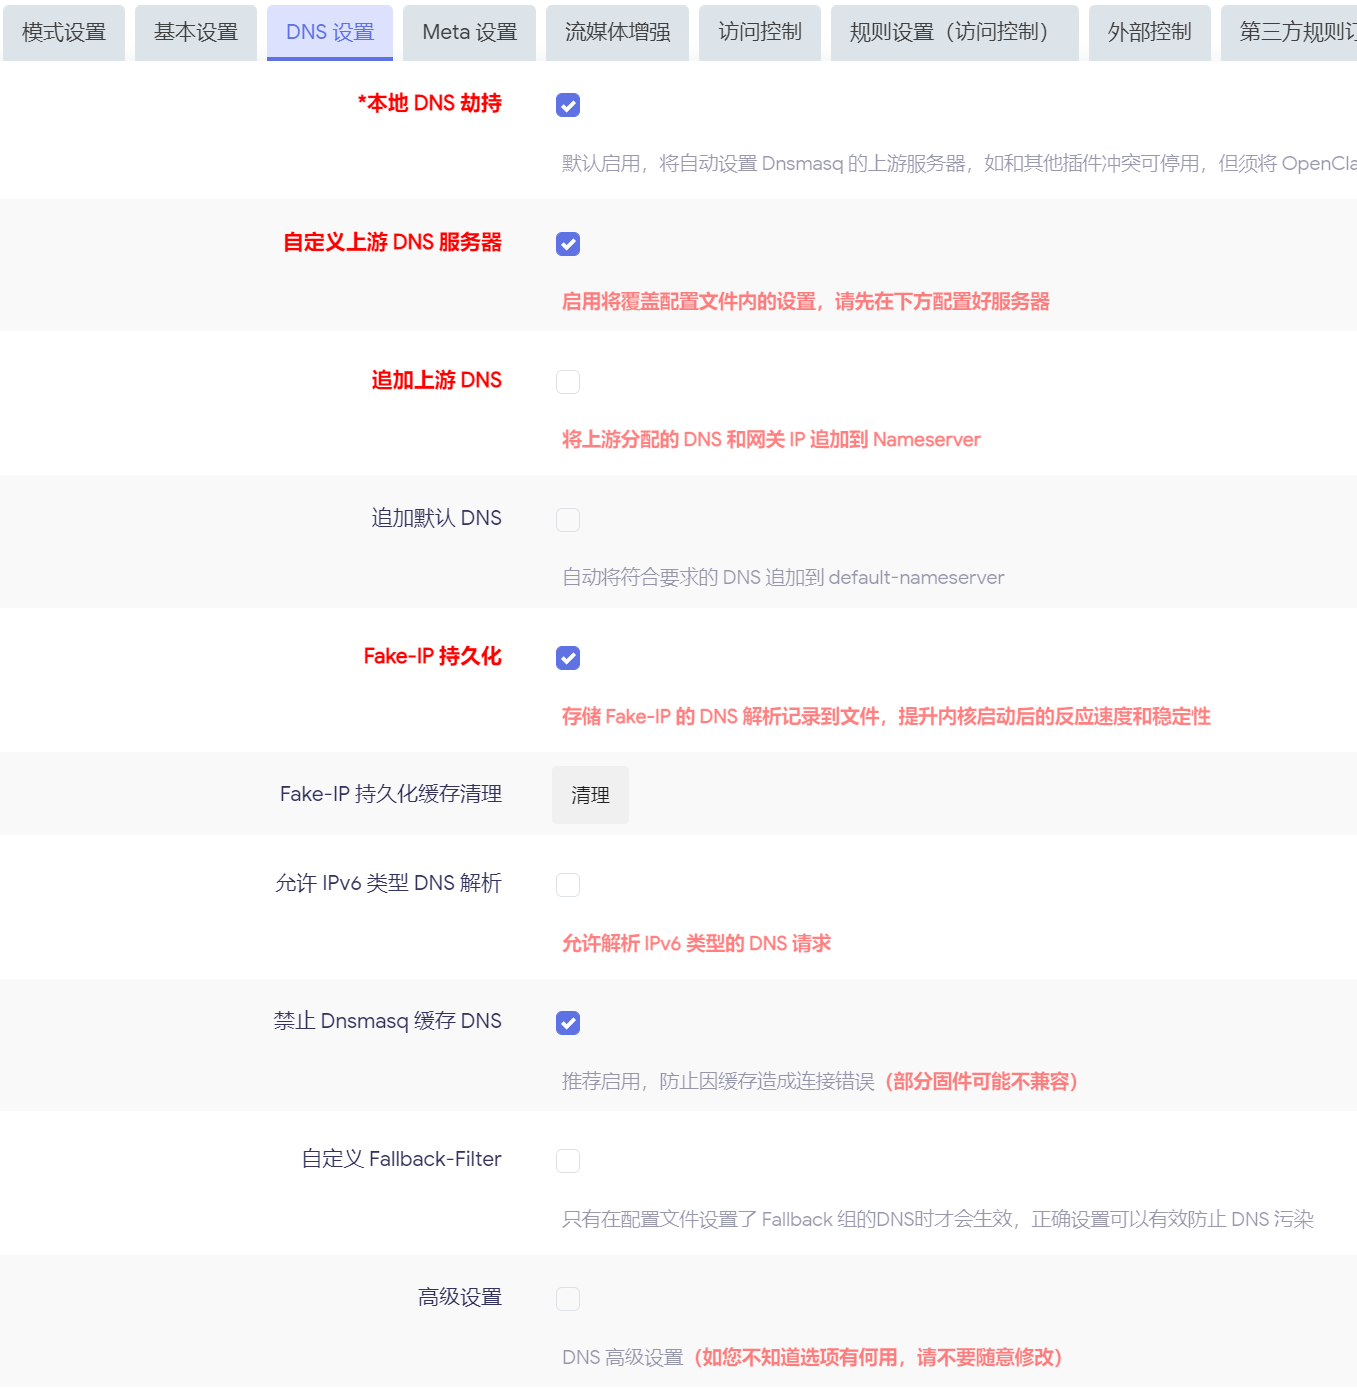 模式设置 基本设置 DNS 设置 Meta 设置 流媒体增强 访问控制 规则设置（访问控制） 外部控制 第三方规则订
*本地 DNS 劫持
默认启用，将自动设置 Dnsmasq 的上游服务器，如和其他插件冲突可停用，但须将 OpenCla
自定义上游 DNS 服务器
启用将覆盖配置文件内的设置，请先在下方配置好服务器
追加上游 DNS
将上游分配的 DNS 和网关 IP 追加到 Nameserver
追加默认 DNS
自动将符合要求的 DNS 追加到 default-nameserver
Fake-IP 持久化
存储 Fake-IP 的 DNS 解析记录到文件，提升内核启动后的反应速度和稳定性
Fake-IP 持久化缓存清理 清理
允许 IPv6 类型 DNS 解析
允许解析 IPv6 类型的 DNS 请求
禁止 Dnsmasq 缓存 DNS
推荐启用，防止因缓存造成连接错误（部分固件可能不兼容）
自定义 Fallback-Filter
只有在配置文件设置了 Fallback 组的DNS时才会生效，正确设置可以有效防止 DNS 污染
高级设置
DNS 高级设置（如您不知道选项有何用，请不要随意修改）